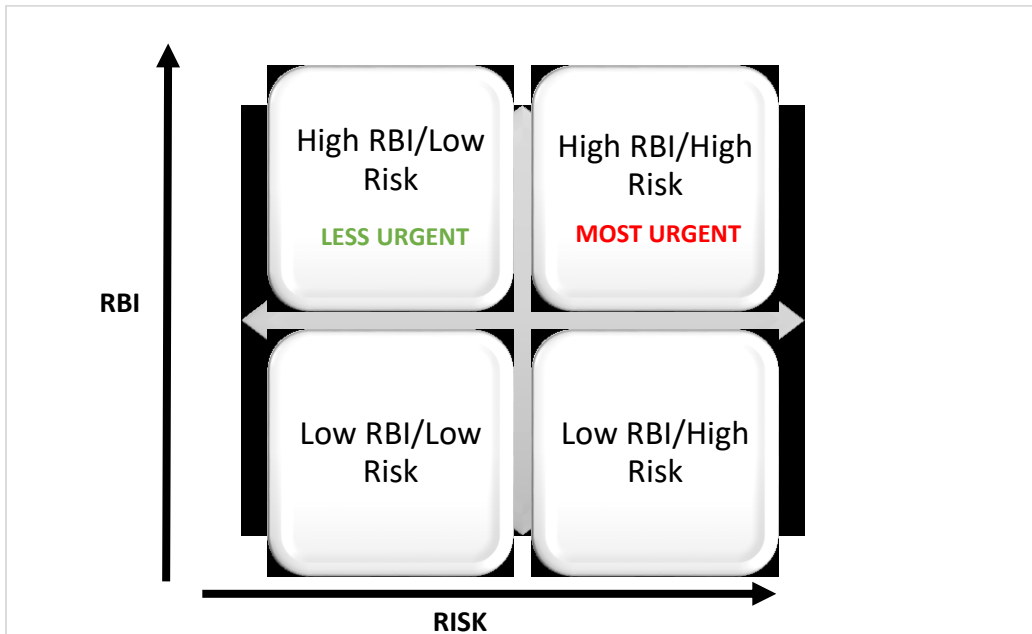 High RBI/Low
Risk
LESS URGENT
High RBI/High
Risk
MOST URGENT
RBI
Low RBI/Low
Risk
Low RBI/High
Risk
RISK